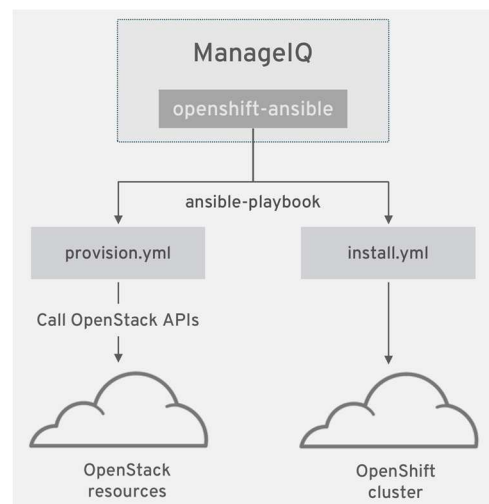 ManageIQ
openshift-ansible
ansible-playbook
provision.yml
install.yml
Call OpenStack APIs
OpenStack
resources
OpenShift
cluster